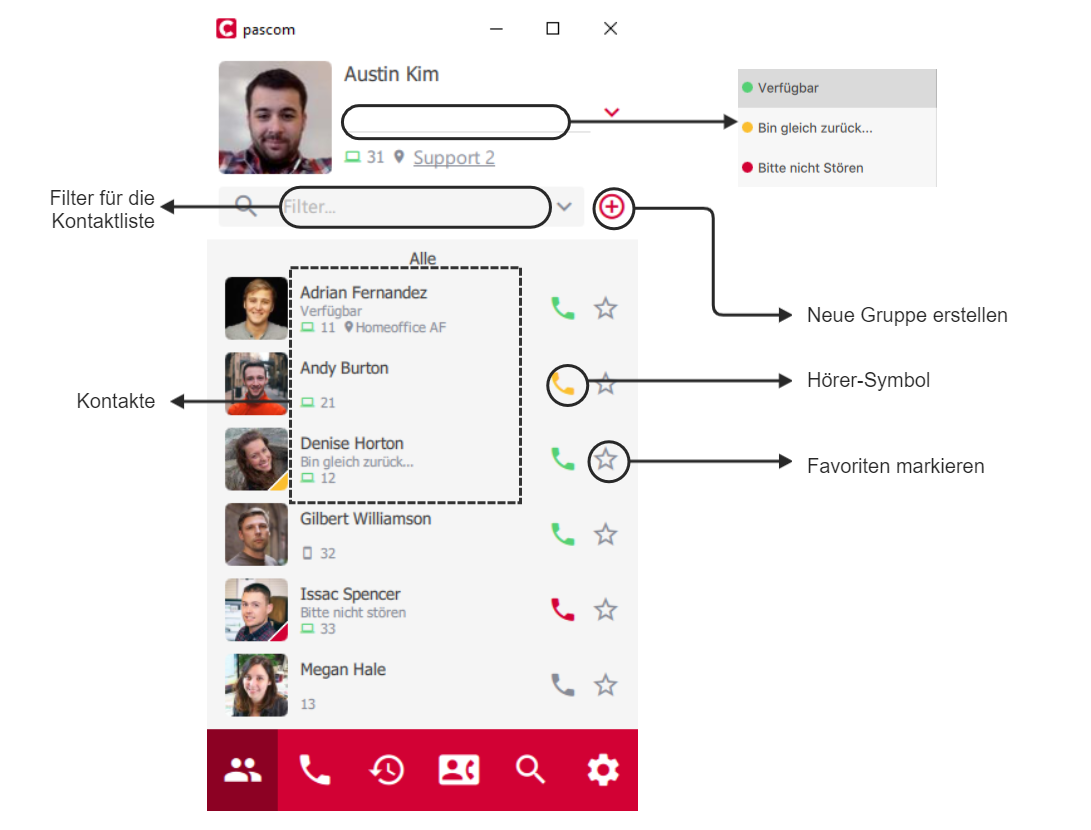 pascom
Austin Kim
31 Support 2
Verfügbar
Bin gleich zurück...
Bitte nicht Stören
Filter für die
Kontaktliste
Filter...
Alle
Adrian Fernandez
Verfügbar
11 Homeoffice AF
Neue Gruppe erstellen
Andy Burton
21
Hörer-Symbol
Kontakte
Denise Horton
Bin gleich zurück...
12
Favoriten markieren
Gilbert Williamson
32
Issac Spencer
Bitte nicht stören
33
Megan Hale
13